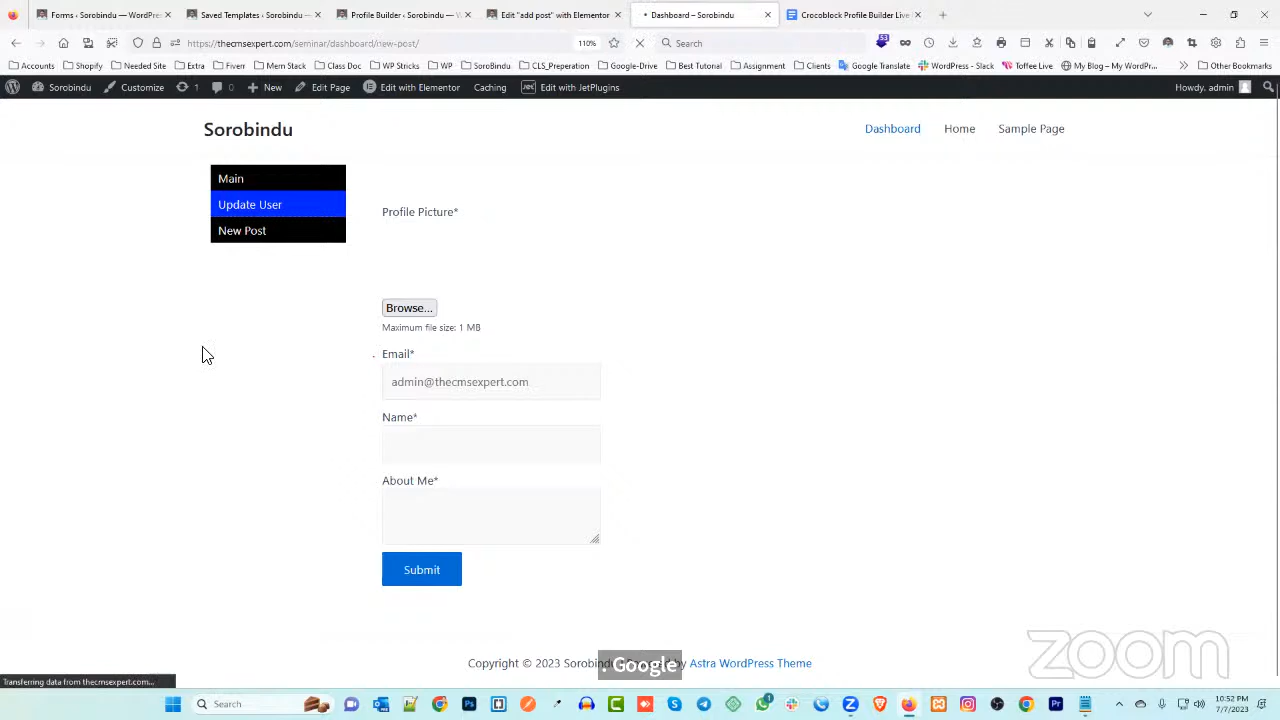 Forms ‹ Sorobindu — WordPress
Saved Templates ‹ Sorobindu —
Profile Builder ‹ Sorobindu — W
Edit "add post" with Elementor
Dashboard – Sorobindu
Crocoblock Profile Builder Live
https://thecmsexpert.com/seminar/dashboard/new-post/
110%
Search
53
Accounts
Shopify
Needed Site
Extra
Fiverr
Mern Stack
Class Doc
WP Stricks
WP
SoroBindu
CLS_Preperation
Google-Drive
Best Tutorial
Assignment
Clients
Google Translate
WordPress - Slack
Toffee Live
My Blog – My WordPr...
Other Bookmarks
Sorobindu
Customize
1
0
New
Edit Page
Edit with Elementor
Caching
JET
Edit with JetPlugins
Howdy, admin
Sorobindu
Dashboard
Home
Sample Page
Main
Update User
New Post
Profile Picture*
Browse...
Maximum file size: 1 MB
Email*
admin@thecmsexpert.com
Name*
About Me*
Submit
Copyright © 2023 Sorobindu
by Astra WordPress Theme
. Google
zoom
Transferring data from thecmsexpert.com...
Search
10:52 PM
7/7/2023